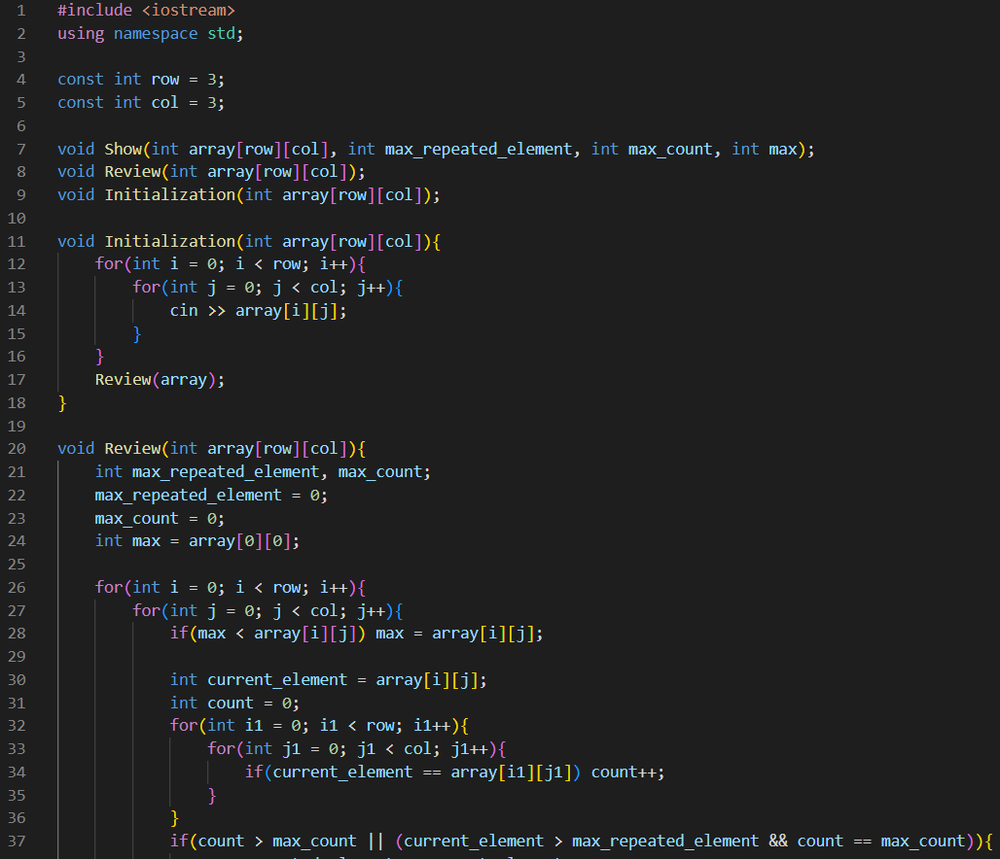 1 #include <iostream>
2 using namespace std;
3
4 const int row = 3;
5 const int col = 3;
6
7 void Show(int array[row][col], int max_repeated_element, int max_count, int max);
8 void Review(int array[row][col]);
9 void Initialization(int array[row][col]);
10
11 void Initialization(int array[row][col]){
12     for(int i = 0; i < row; i++){
13         for(int j = 0; j < col; j++){
14             cin >> array[i][j];
15         }
16     }
17     Review(array);
18 }
19
20 void Review(int array[row][col]){
21     int max_repeated_element, max_count;
22     max_repeated_element = 0;
23     max_count = 0;
24     int max = array[0][0];
25
26     for(int i = 0; i < row; i++){
27         for(int j = 0; j < col; j++){
28             if(max < array[i][j]) max = array[i][j];
29
30             int current_element = array[i][j];
31             int count = 0;
32             for(int i1 = 0; i1 < row; i1++){
33                 for(int j1 = 0; j1 < col; j1++){
34                     if(current_element == array[i1][j1]) count++;
35                 }
36             }
37             if(count > max_count || (current_element > max_repeated_element && count == max_count)){